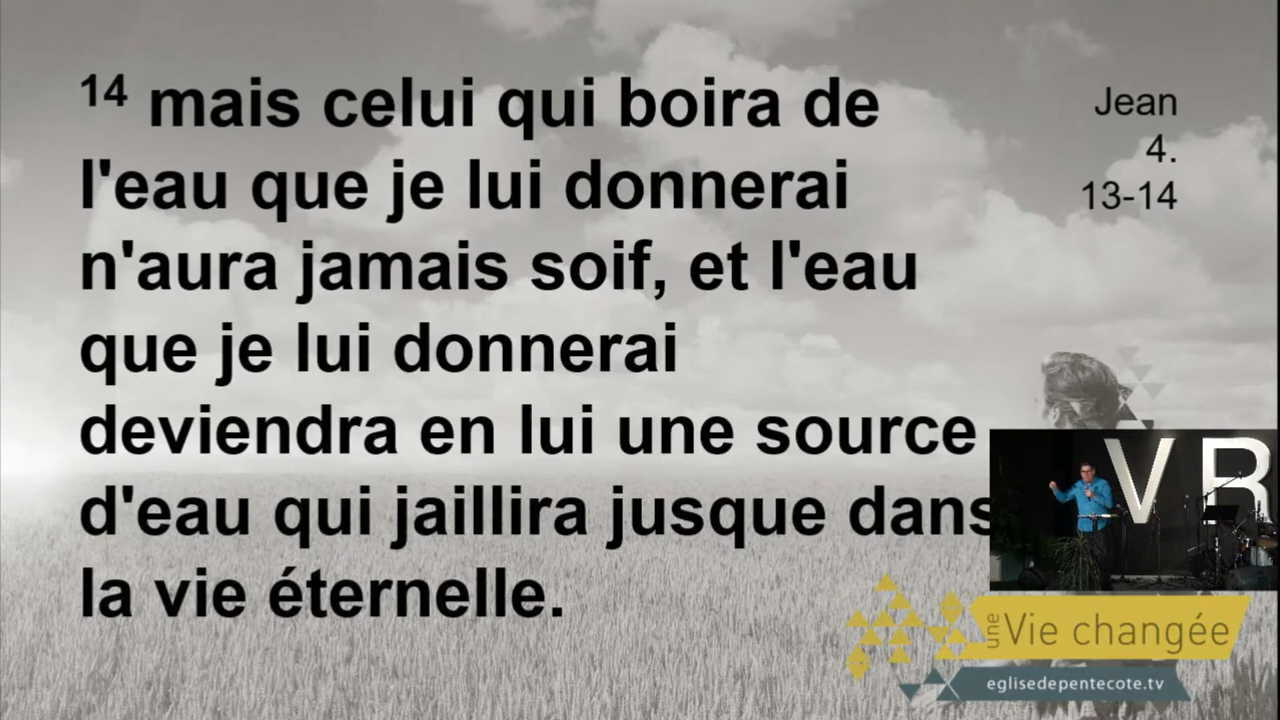 14 mais celui qui boira de
l'eau que je lui donnerai
n'aura jamais soif, et l'eau
que je lui donnerai
deviendra en lui une source
d'eau qui jaillira jusque dans
la vie éternelle.
Jean
4.
13-14
V R
une Vie changée
eglisedepentecote.tv